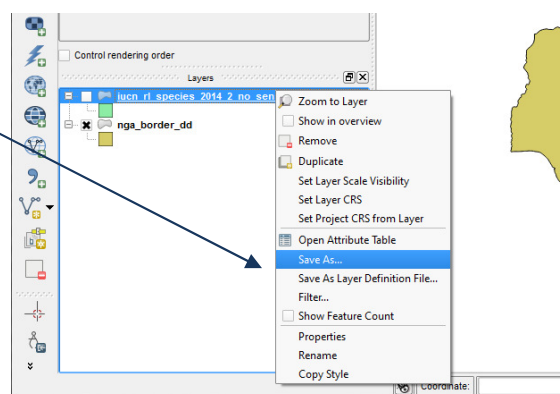 Control rendering order
Layers
iucn_rl_species_2014_2_no_sen
nga_border_dd
Zoom to Layer
Show in overview
Remove
Duplicate
Set Layer Scale Visibility
Set Layer CRS
Set Project CRS from Layer
Open Attribute Table
Save As...
Save As Layer Definition File...
Filter...
Show Feature Count
Properties
Rename
Copy Style
Coordinate: